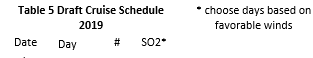 Table 5 Draft Cruise Schedule
2019
* choose days based on
favorable winds
Date Day # SO2*